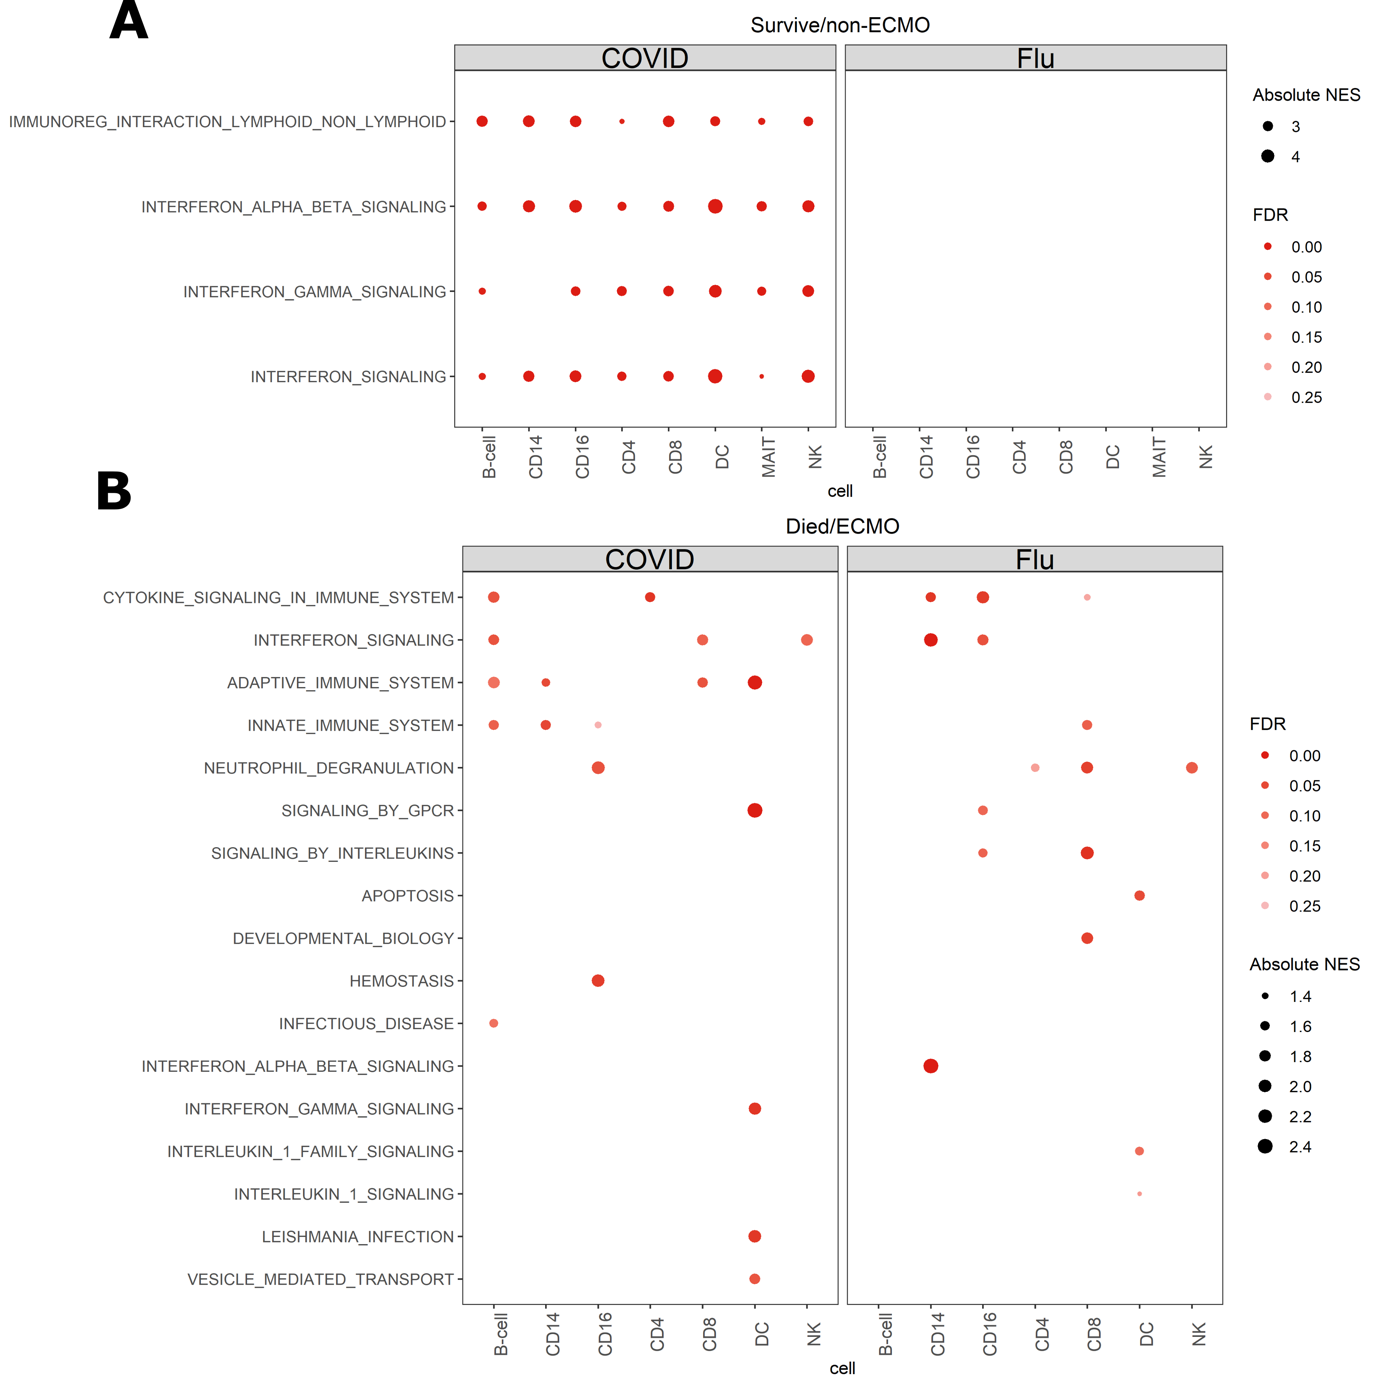 A
Survive/non-ECMO
COVID
Flu
IMMUNOREG_INTERACTION_LYMPHOID_NON_LYMPHOID
INTERFERON_ALPHA_BETA_SIGNALING
INTERFERON_GAMMA_SIGNALING
INTERFERON_SIGNALING
B-cell
CD14
CD16
CD4
CD8
DC
MAIT
NK
B-cell
CD14
CD16
CD4
CD8
DC
MAIT
NK
cell
Absolute NES
3
4
FDR
0.00
0.05
0.10
0.15
0.20
0.25
B
Died/ECMO
COVID
Flu
CYTOKINE_SIGNALING_IN_IMMUNE_SYSTEM
INTERFERON_SIGNALING
ADAPTIVE_IMMUNE_SYSTEM
INNATE_IMMUNE_SYSTEM
NEUTROPHIL_DEGRANULATION
SIGNALING_BY_GPCR
SIGNALING_BY_INTERLEUKINS
APOPTOSIS
DEVELOPMENTAL_BIOLOGY
HEMOSTASIS
INFECTIOUS_DISEASE
INTERFERON_ALPHA_BETA_SIGNALING
INTERFERON_GAMMA_SIGNALING
INTERLEUKIN_1_FAMILY_SIGNALING
INTERLEUKIN_1_SIGNALING
LEISHMANIA_INFECTION
VESICLE_MEDIATED_TRANSPORT
B-cell
CD14
CD16
CD4
CD8
DC
NK
B-cell
CD14
CD16
CD4
CD8
DC
NK
cell
FDR
0.00
0.05
0.10
0.15
0.20
0.25
Absolute NES
1.4
1.6
1.8
2.0
2.2
2.4